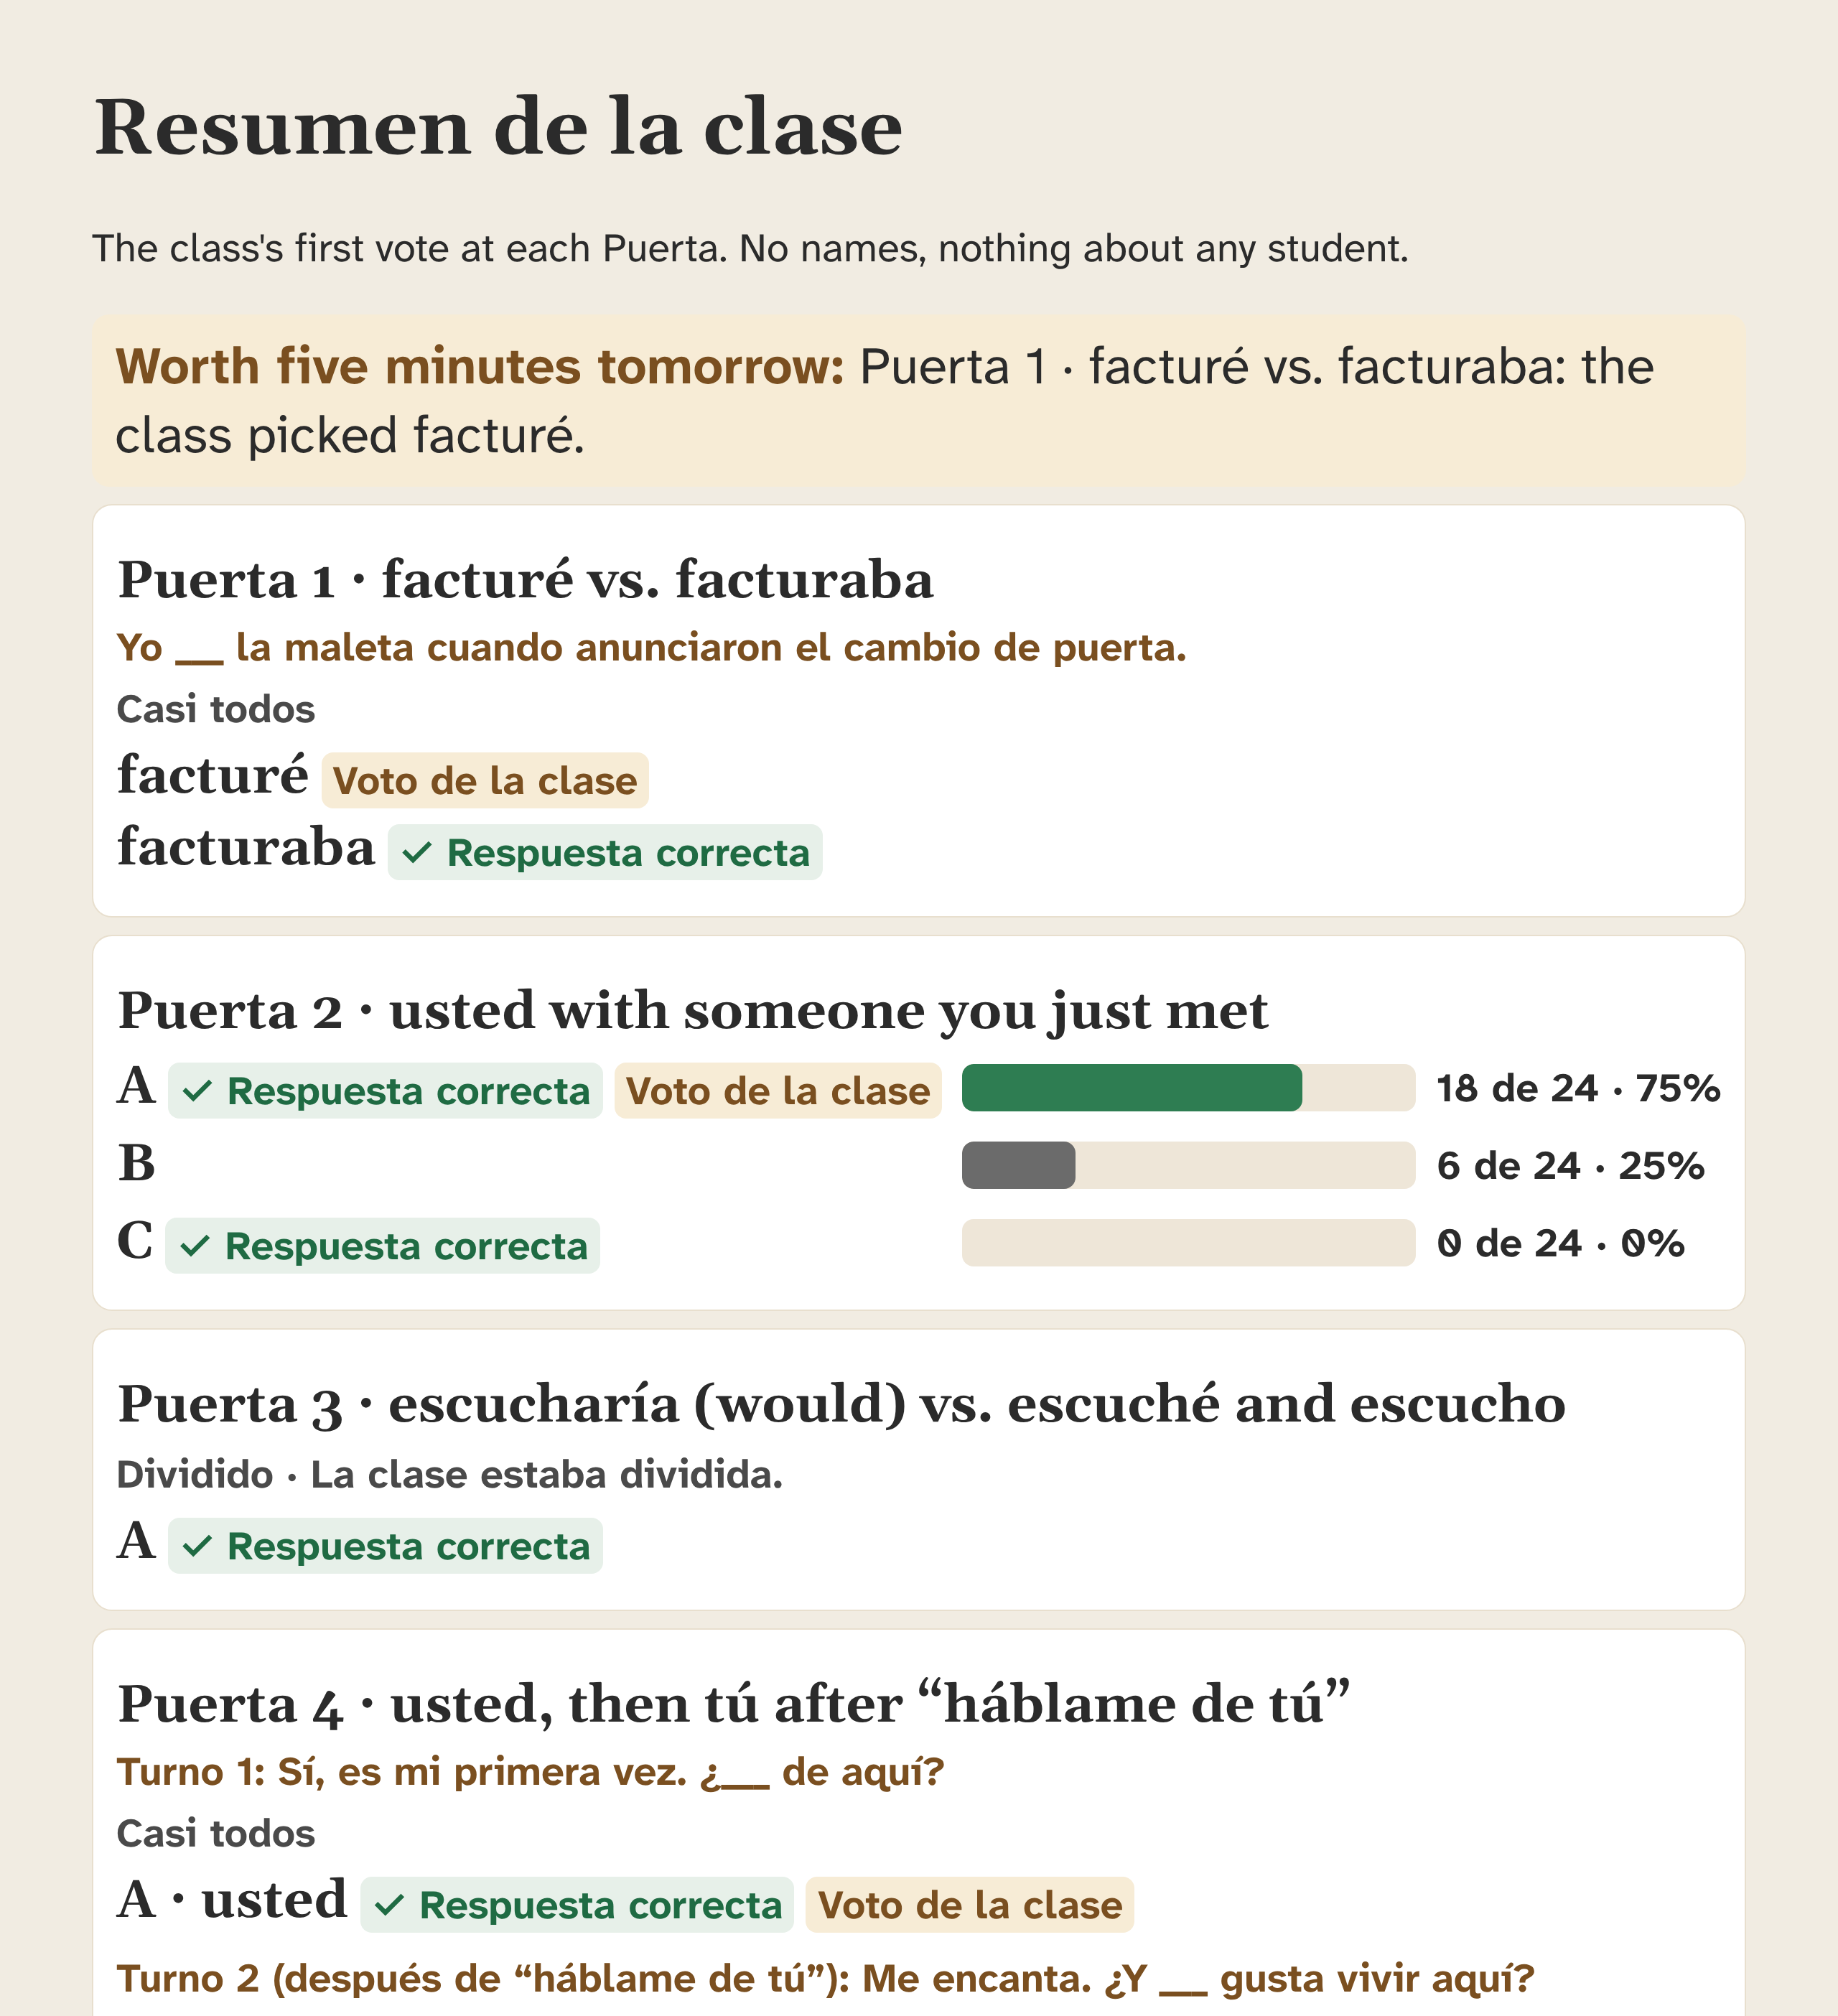 Resumen de la clase
The class's first vote at each Puerta. No names, nothing about any student.
Worth five minutes tomorrow: Puerta 1 · facturé vs. facturaba: the
class picked facturé.
Puerta 1 · facturé vs. facturaba
Yo __ la maleta cuando anunciaron el cambio de puerta.
Casi todos
facturé Voto de la clase
facturaba ✓ Respuesta correcta
Puerta 2 · usted with someone you just met
A ✓ Respuesta correcta Voto de la clase 18 de 24 · 75%
B 6 de 24 · 25%
C ✓ Respuesta correcta 0 de 24 · 0%
Puerta 3 · escucharía (would) vs. escuché and escucho
Dividido · La clase estaba dividida.
A ✓ Respuesta correcta
Puerta 4 · usted, then tú after “háblame de tú”
Turno 1: Sí, es mi primera vez. ¿__ de aquí?
Casi todos
A · usted ✓ Respuesta correcta Voto de la clase
Turno 2 (después de “háblame de tú”): Me encanta. ¿Y __ gusta vivir aquí?